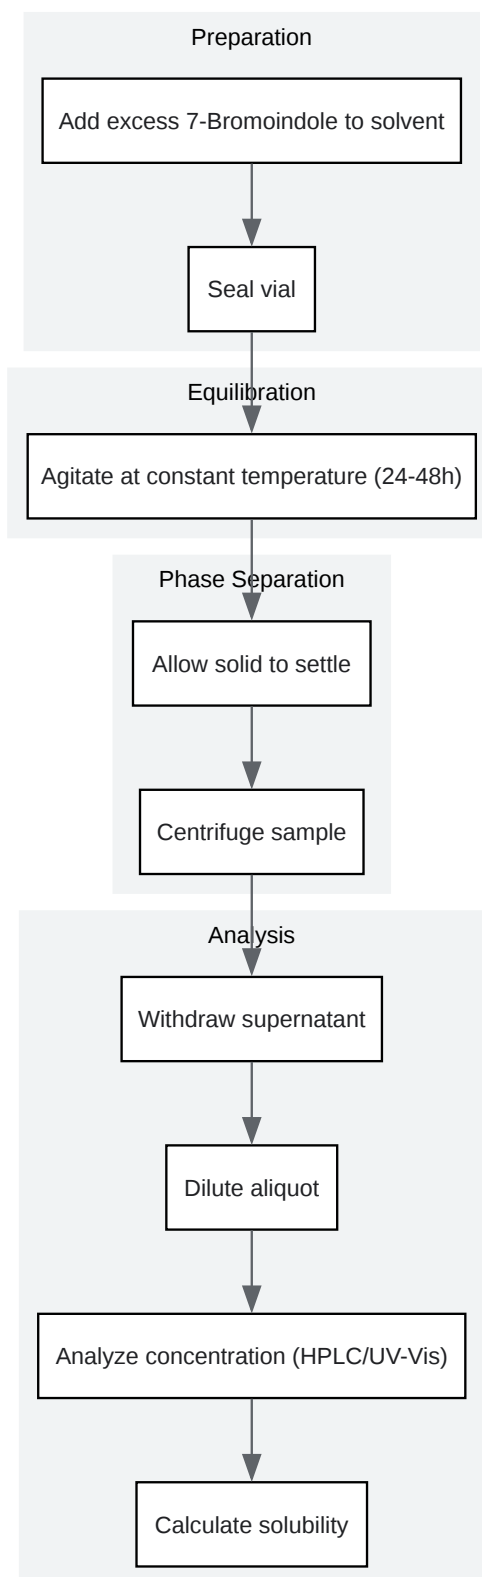 Preparation
Add excess 7-Bromoindole to solvent
Seal vial
Equilibration
Agitate at constant temperature (24-48h)
Phase Separation
Allow solid to settle
Centrifuge sample
Analysis
Withdraw supernatant
Dilute aliquot
Analyze concentration (HPLC/UV-Vis)
Calculate solubility